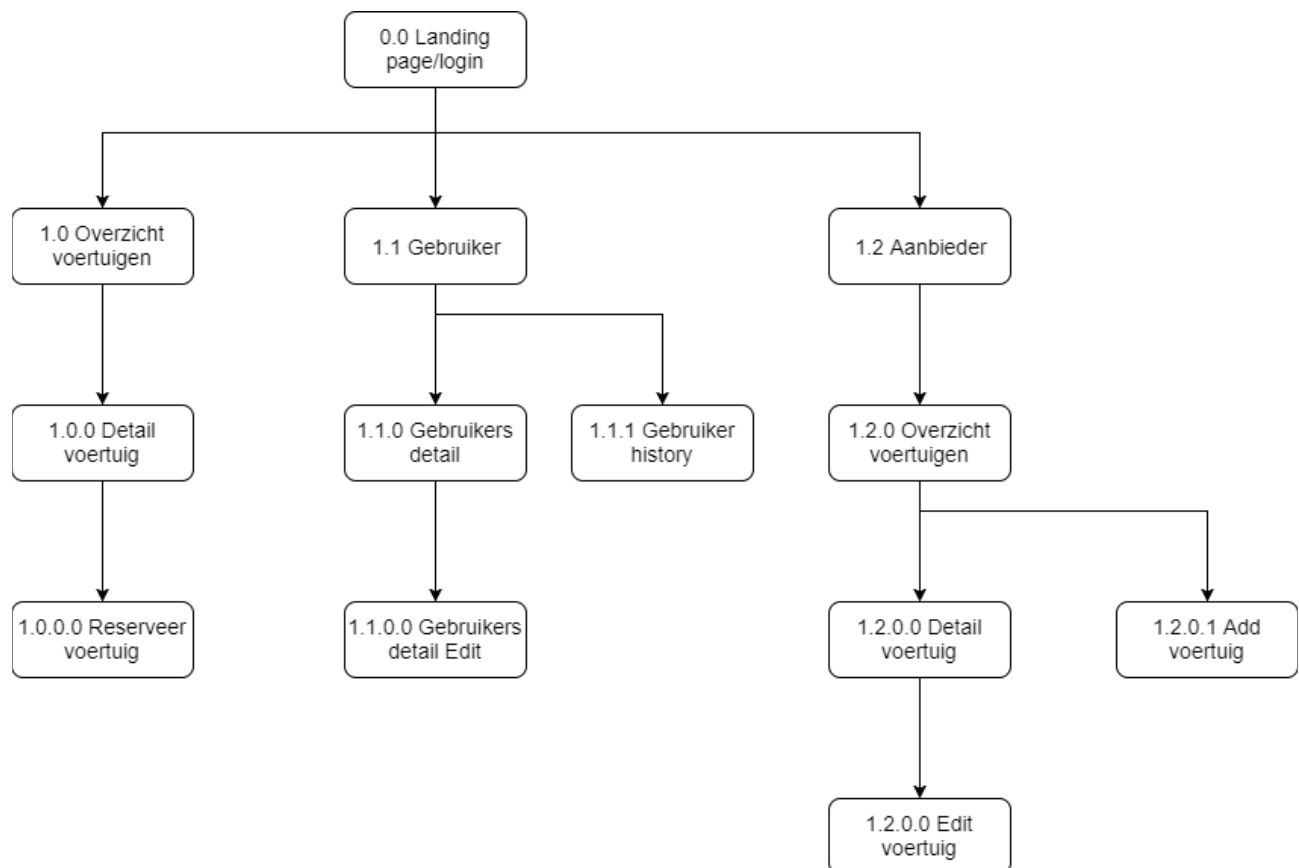 0.0 Landing
page/login
1.0 Overzicht
voertuigen
1.1 Gebruiker
1.2 Aanbieder
1.0.0 Detail
voertuig
1.1.0 Gebruikers
detail
1.1.1 Gebruiker
history
1.2.0 Overzicht
voertuigen
1.0.0.0 Reserveer
voertuig
1.1.0.0 Gebruikers
detail Edit
1.2.0.0 Detail
voertuig
1.2.0.1 Add
voertuig
1.2.0.0 Edit
voertuig